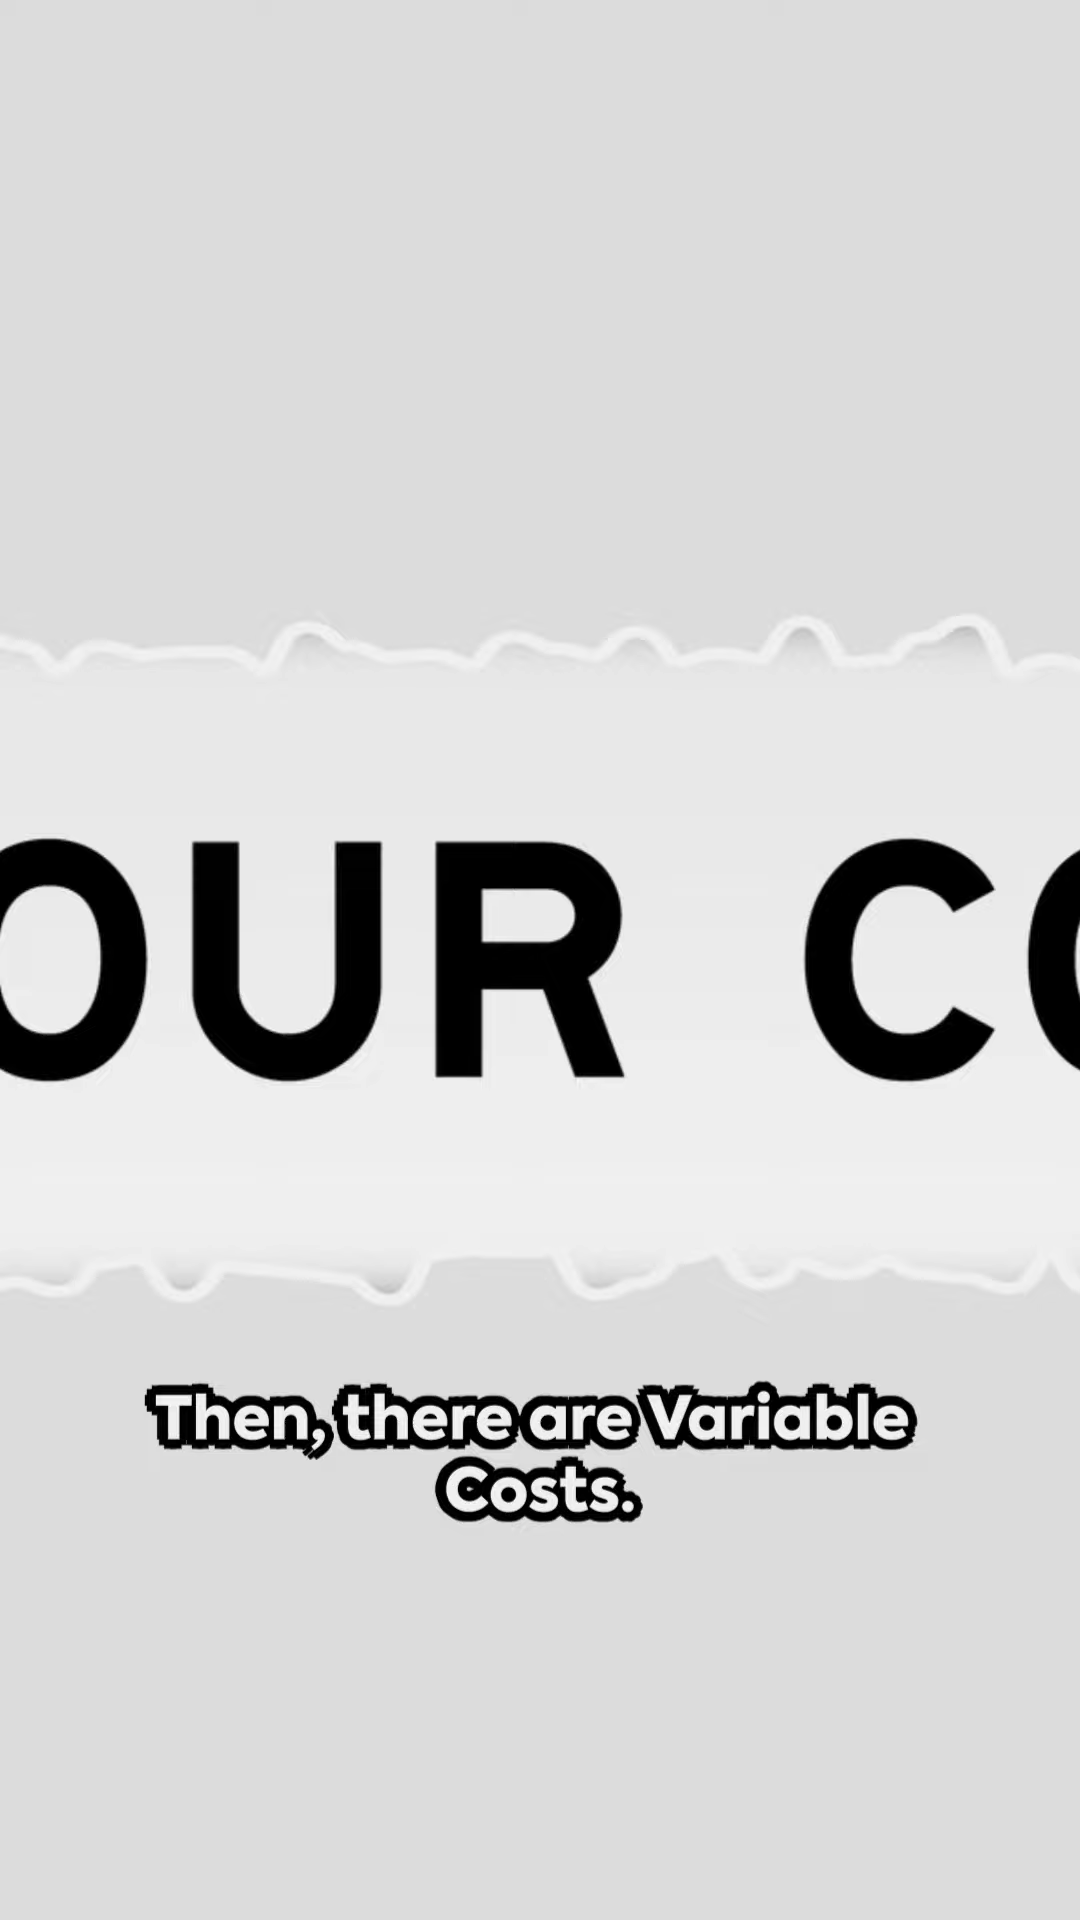 OUR CO
Then, there are Variable
Costs.